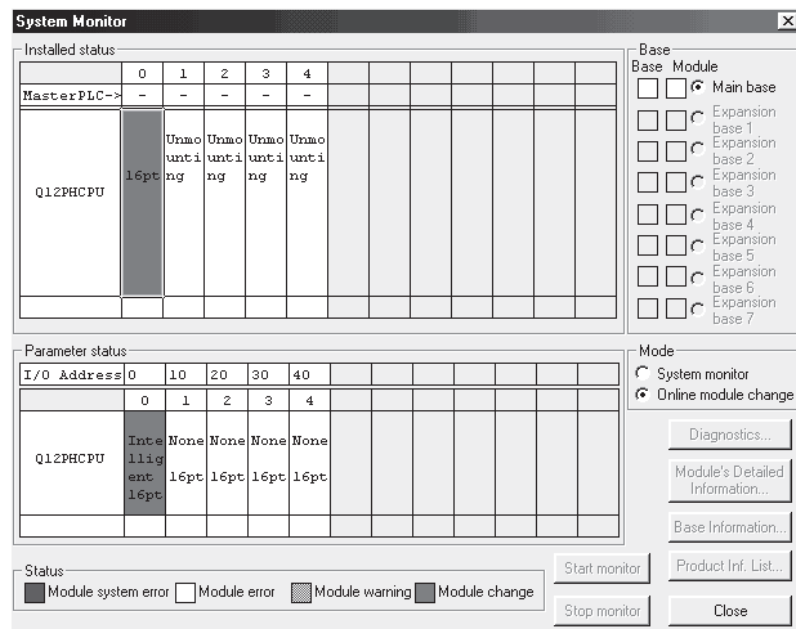 System Monitor
Installed status
Base
Base Module
0 1 2 3 4
MasterPLC-> - - - - -
Main base
Expansion
base 1
Expansion
base 2
Expansion
base 3
Expansion
base 4
Expansion
base 5
Expansion
base 6
Expansion
base 7
Q12PHCPU
16pt
Unmo Unmo Unmo Unmo
unti unti unti unti
ng ng ng ng
Parameter status
Mode
I/O Address 0 10 20 30 40
System monitor
Online module change
0 1 2 3 4
Q12PHCPU
Inte None None None None
llig
ent 16pt 16pt 16pt 16pt
16pt
Diagnostics...
Module's Detailed
Information...
Base Information...
Product Inf. List...
Status
Module system error Module error Module warning Module change
Start monitor
Stop monitor
Close